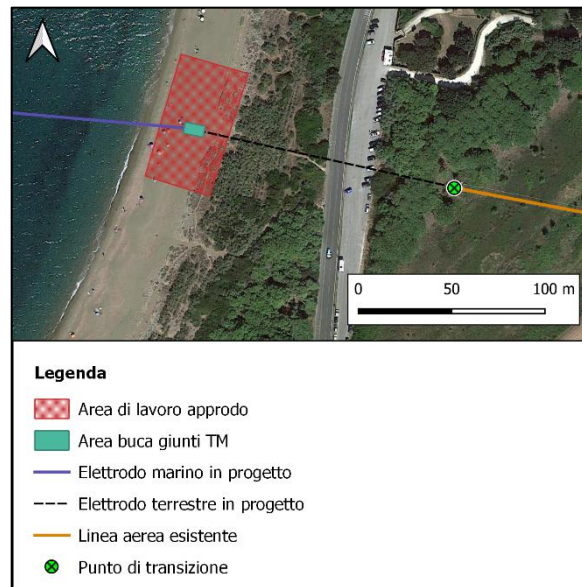 0 50 100 m
Legenda
Area di lavoro approdo
Area buca giunti TM
Elettrodo marino in progetto
Elettrodo terrestre in progetto
Linea aerea esistente
Punto di transizione